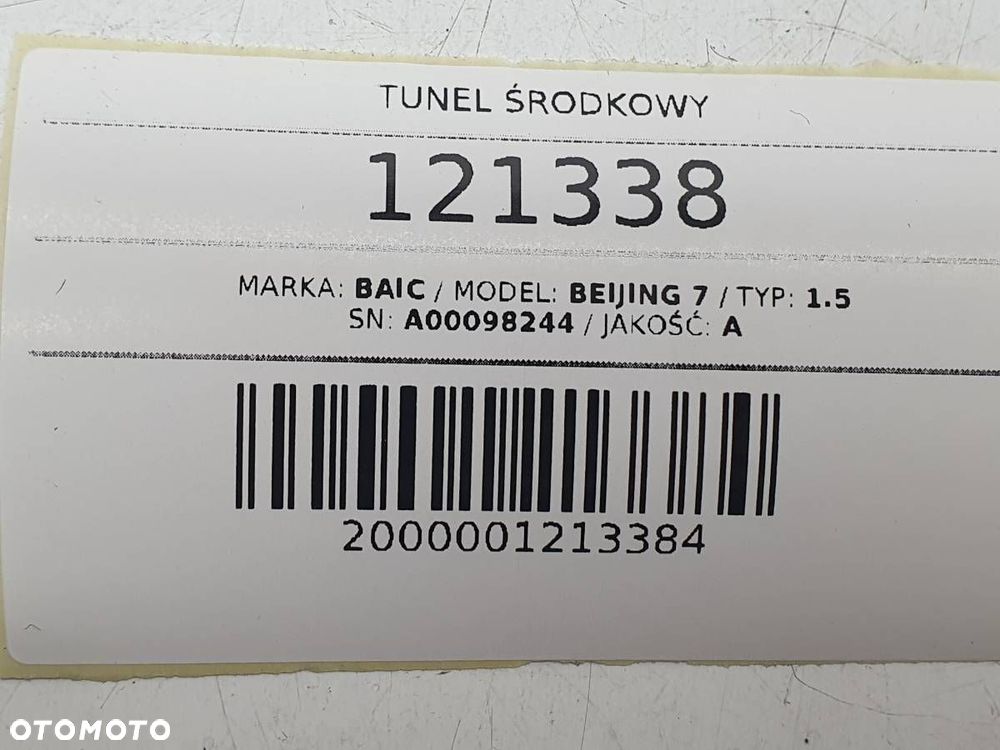 TUNEL ŚRODKOWY
121338
MARKA: BAIC / MODEL: BEIJING 7 / TYP: 1.5
SN: A00098244 / JAKOŚĆ: A
2000001213384
OTOMOTO